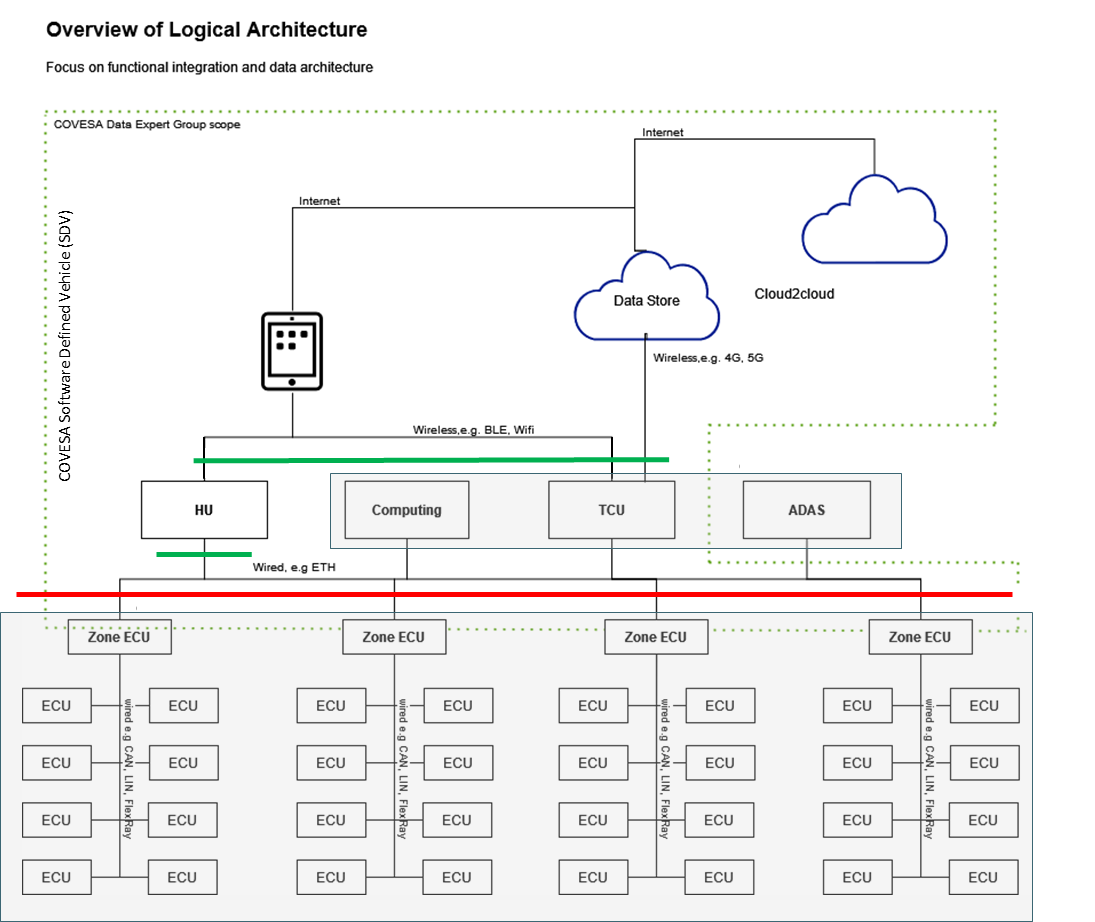 Overview of Logical Architecture
Focus on functional integration and data architecture
COVESA Data Expert Group scope
Internet
Internet
COVESA Software Defined Vehicle (SDV)
Data Store
Cloud2cloud
Wireless,e.g. 4G, 5G
Wireless,e.g. BLE, Wifi
HU
Computing
TCU
ADAS
Wired, e.g ETH
Zone ECU
Zone ECU
Zone ECU
Zone ECU
wired e.g CAN, LIN, FlexRay
wired e.g CAN, LIN, FlexRay
wired e.g CAN, LIN, FlexRay
wired e.g CAN, LIN, FlexRay
ECU ECU ECU ECU ECU ECU ECU ECU
ECU ECU ECU ECU ECU ECU ECU ECU
ECU ECU ECU ECU ECU ECU ECU ECU
ECU ECU ECU ECU ECU ECU ECU ECU